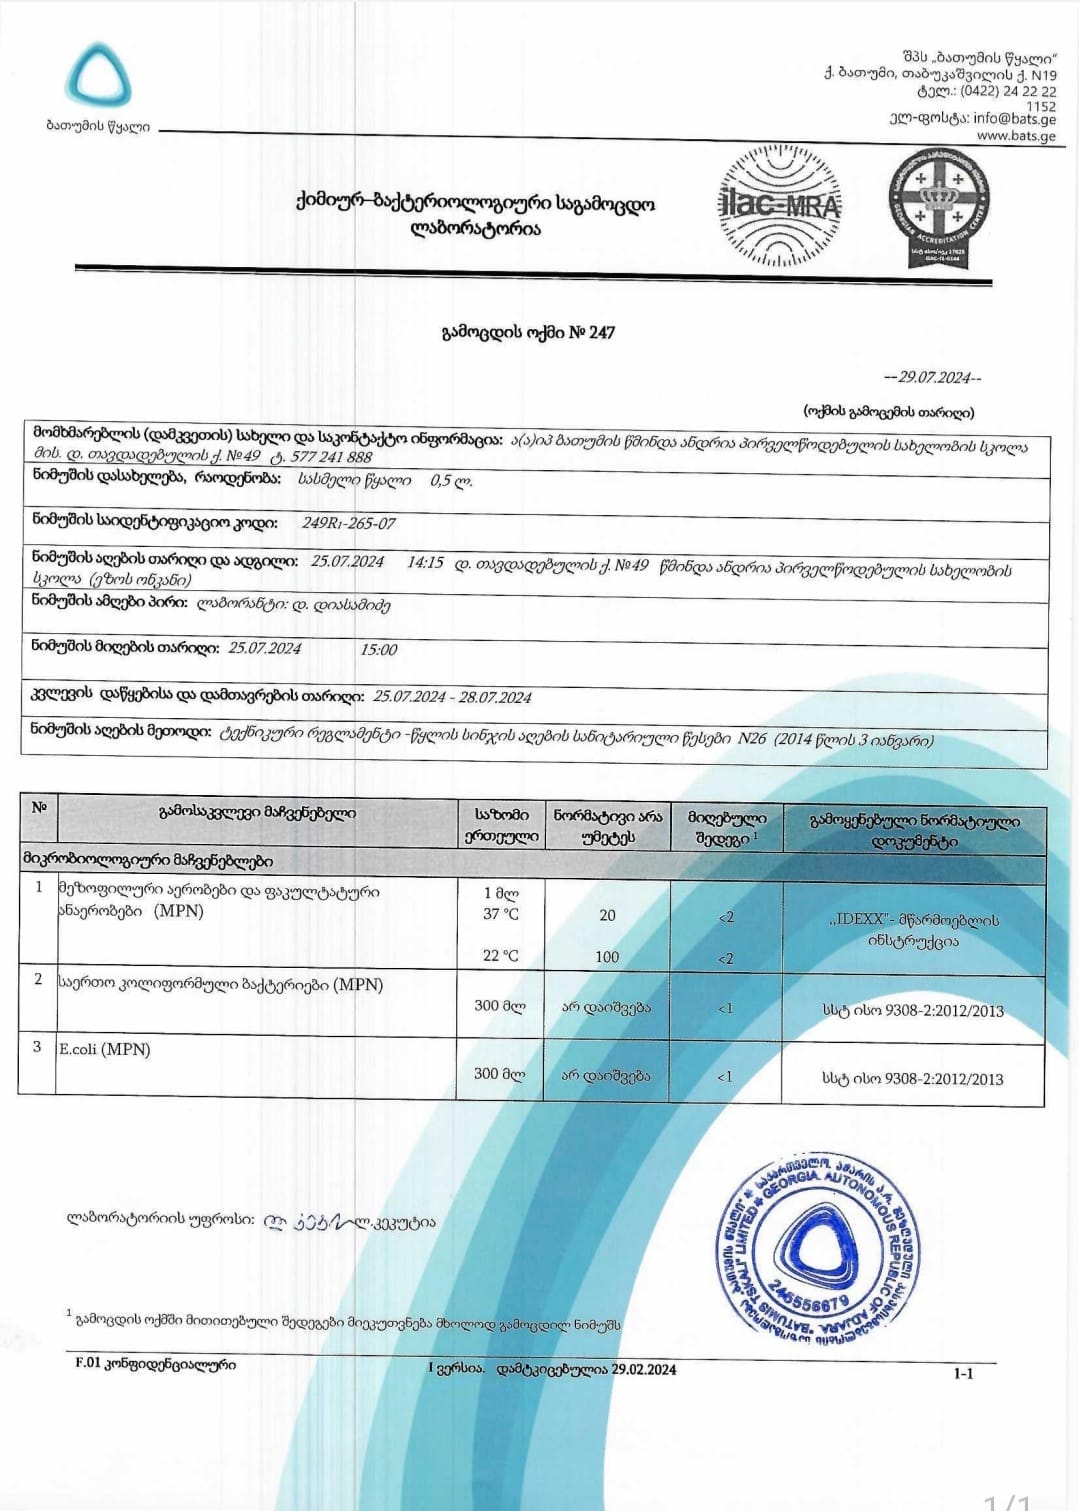 შპს „ბათუმის წყალი“
ქ. ბათუმი, თაბუკაშვილის ქ. N19
ტელ.: (0422) 24 22 22
1152
ელ-ფოსტა: info@bats.ge
www.bats.ge
ბათუმის წყალი
ilac-MRA
GEORGIAN ACCREDITATION CENTER
ქიმიურ–ბაქტერიოლოგიური საგამოცდო
ლაბორატორია
გამოცდის ოქმი № 247
--29.07.2024--
(ოქმის გამოცემის თარიღი)
მომხმარებლის (დამკვეთის) სახელი და საკონტაქტო ინფორმაცია: ა(ა)იპ ბათუმის წმინდა ანდრია პირველწოდებულის სახელობის სკოლა
მის. დ. თავდადებულის ქ. №49 ტ. 577 241 888
ნიმუშის დასახელება, რაოდენობა: სასმელი წყალი 0,5 ლ.
ნიმუშის საიდენტიფიკაციო კოდი: 249R1-265-07
ნიმუშის აღების თარიღი და ადგილი: 25.07.2024 14:15 დ. თავდადებულის ქ. №49 წმინდა ანდრია პირველწოდებულის სახელობის
სკოლა (ეზოს ონკანი)
ნიმუშის ამღები პირი: ლაბორანტი: დ. დიასამიძე
ნიმუშის მიღების თარიღი: 25.07.2024 15:00
კვლევის დაწყებისა და დამთავრების თარიღი: 25.07.2024 - 28.07.2024
ნიმუშის აღების მეთოდი: ტექნიკური რეგლამენტი -წყლის სინჯის აღების სანიტარიული წესები N26 (2014 წლის 3 იანვარი)
№ გამოსაკვლევი მაჩვენებელი საზომი ერთეული ნორმატივი არა უმეტეს მიღებული შედეგი 1 გამოყენებული ნორმატიული დოკუმენტი
მიკრობიოლოგიური მაჩვენებლები
1 მეზოფილური აერობები და ფაკულტატური 1 მლ
ანაერობები (MPN) 37 °C 20 <2 „IDEXX"- მწარმოებლის
ინსტრუქცია
22 °C 100 <2
2 საერთო კოლიფორმული ბაქტერიები (MPN)
300 მლ არ დაიშვება <1 სსტ ისო 9308-2:2012/2013
3 E.coli (MPN)
300 მლ არ დაიშვება <1 სსტ ისო 9308-2:2012/2013
ლაბორატორიის უფროსი: ლ.კეკუტია
GEORGIA. AUTONOMOUS REPUBLIC OF ADJARA. "BATUMIS TSKALI" LIMITED
245556679
1 გამოცდის ოქმში მითითებული შედეგები მიეკუთვნება მხოლოდ გამოცდილ ნიმუშს
F.01 კონფიდენციალური I ვერსია. დამტკიცებულია 29.02.2024 1-1
1/1